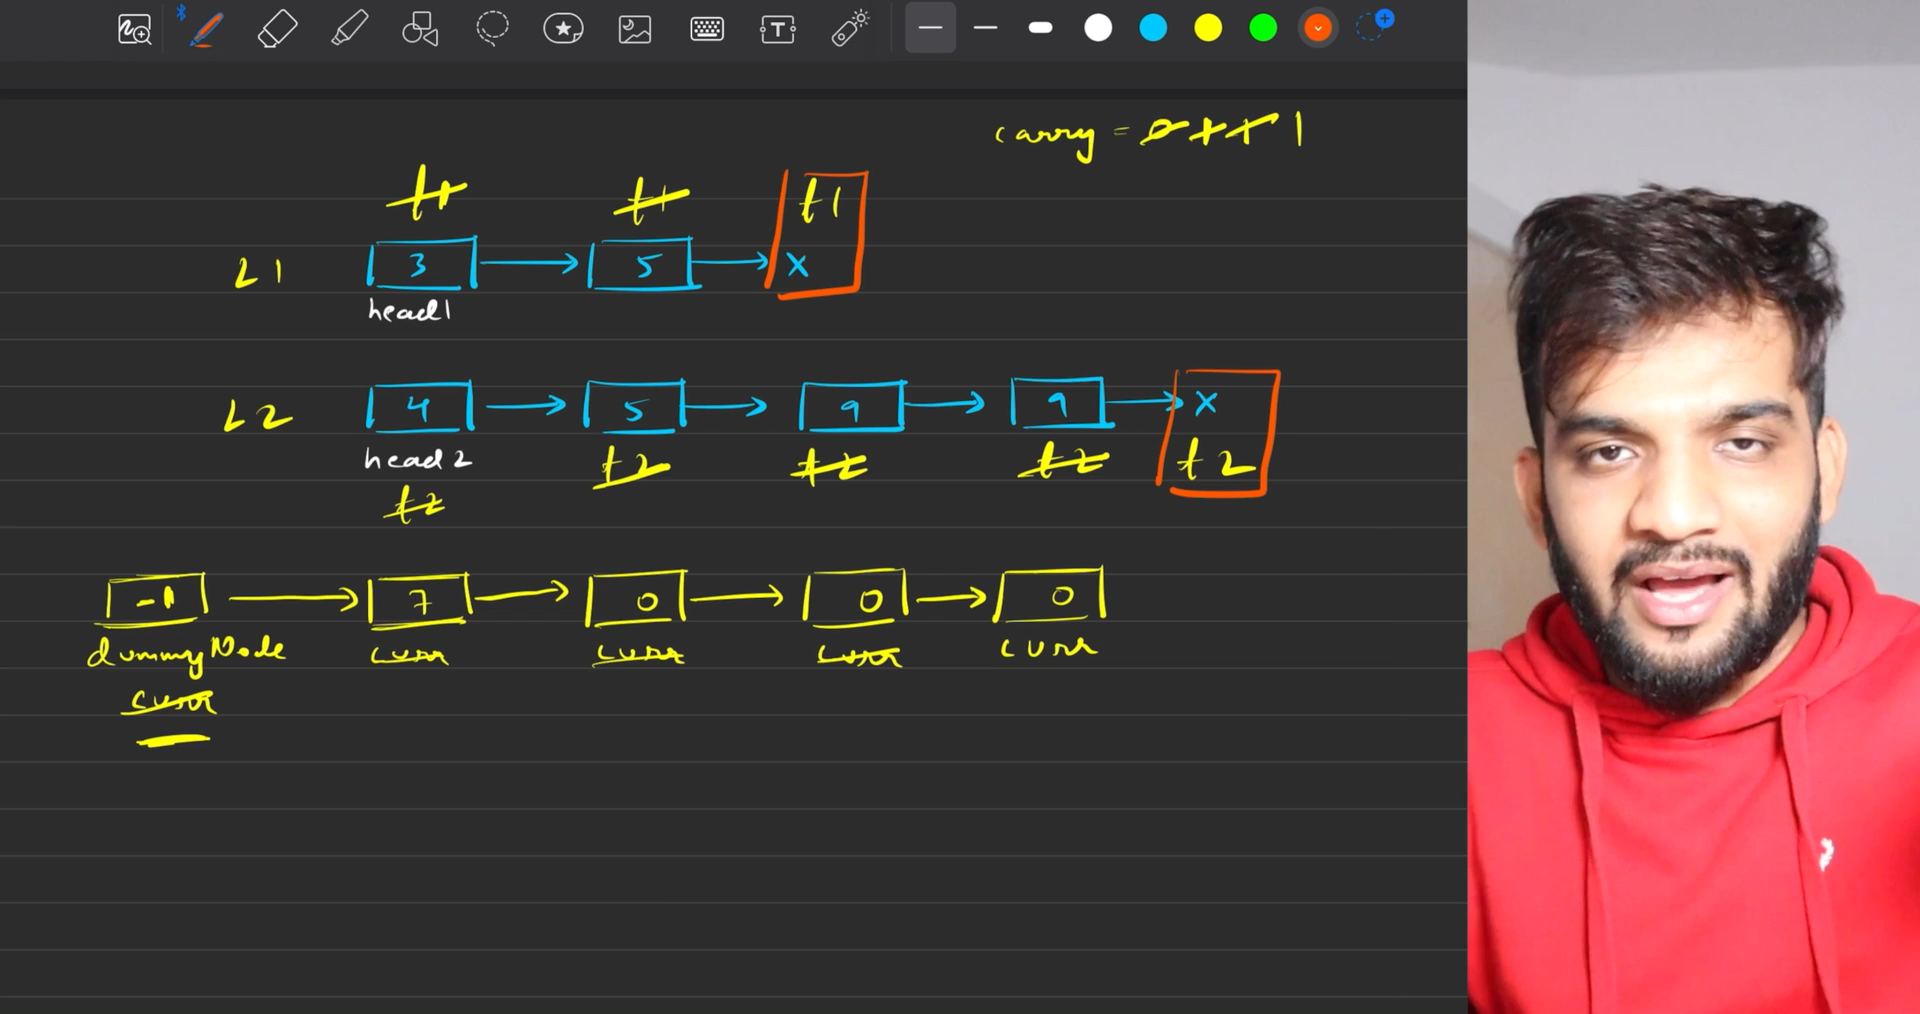 carry = 0 1 1 1
t1 t1 t1
L1 3 5 x
head1
L2 4 5 9 9 x
head2 t2 t2 t2 t2
t2
-1 7 0 0 0
dummyNode curr curr curr curr
curr
T